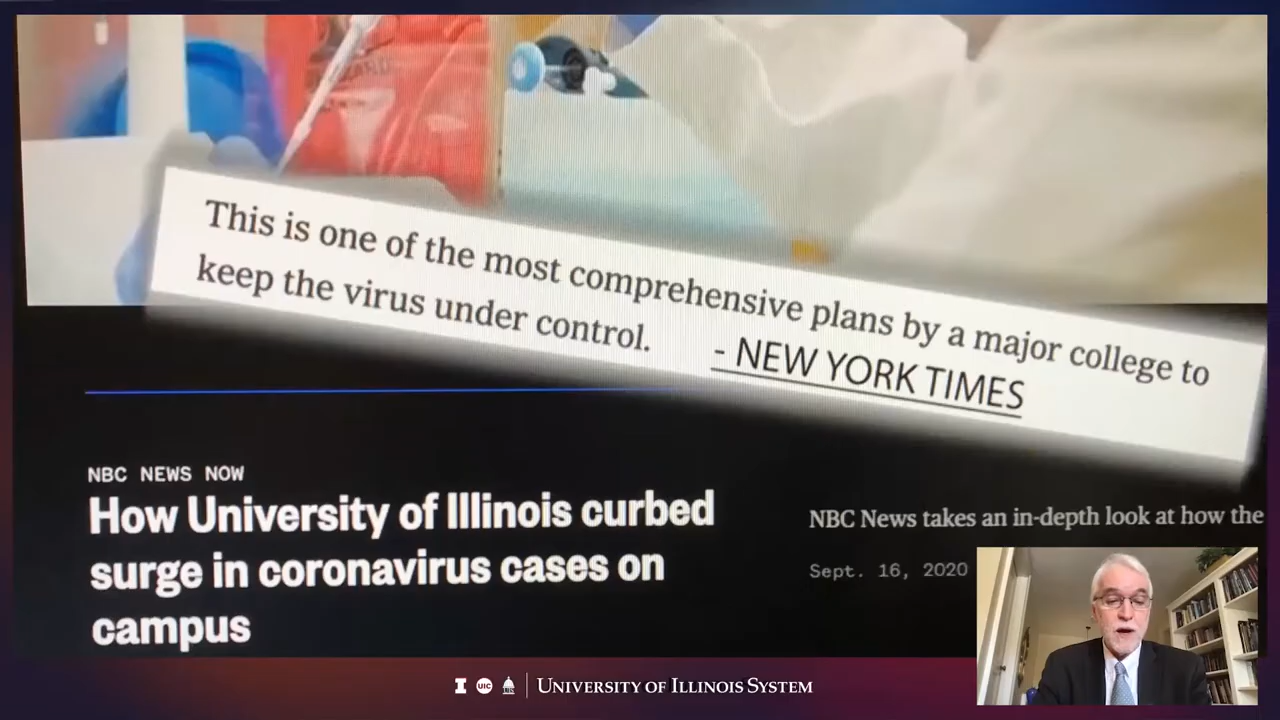 This is one of the most comprehensive plans by a major college to
keep the virus under control. - NEW YORK TIMES
NBC NEWS NOW
How University of Illinois curbed
surge in coronavirus cases on
campus
NBC News takes an in-depth look at how the
Sept. 16, 2020
I UIC UIS UNIVERSITY OF ILLINOIS SYSTEM